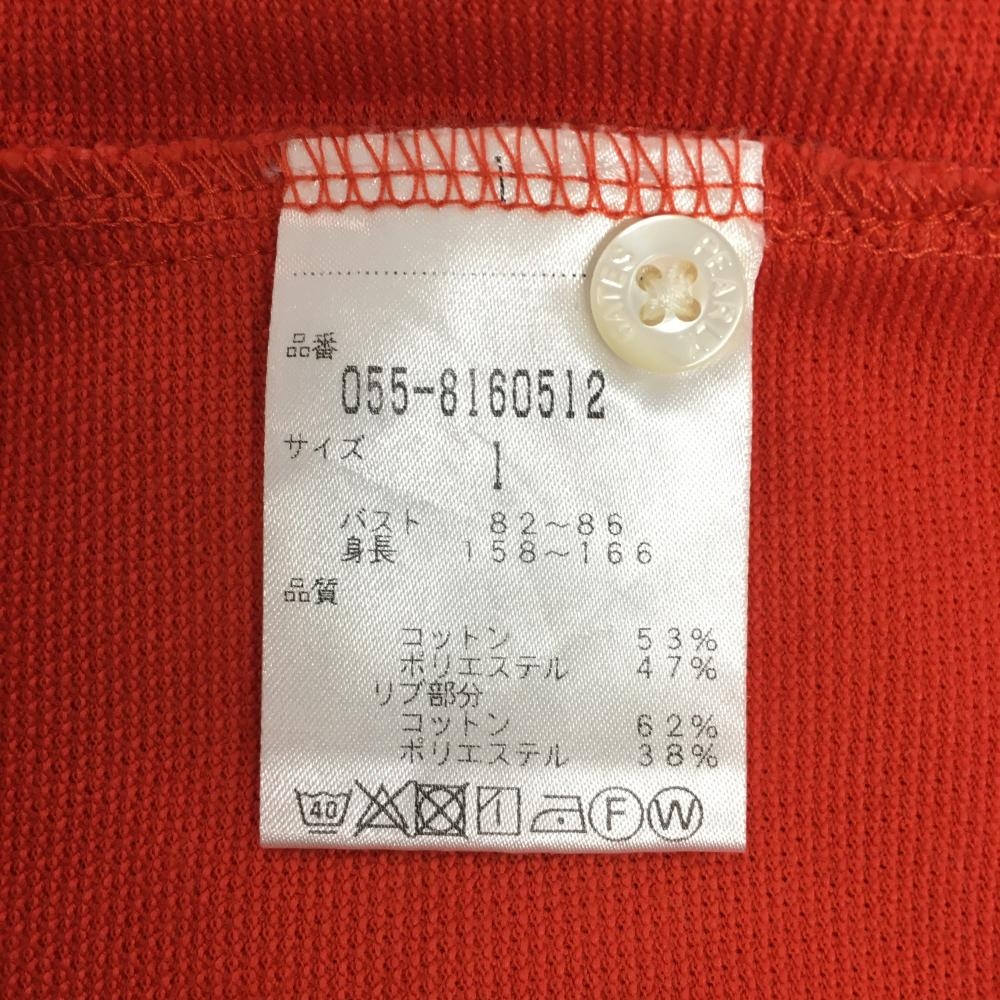 PEARLY GATES
品番
055-8160512
サイズ
1
バスト 82~86
身長 158~166
品質
コットン 53%
ポリエステル 47%
リブ部分
コットン 62%
ポリエステル 38%
40 F W